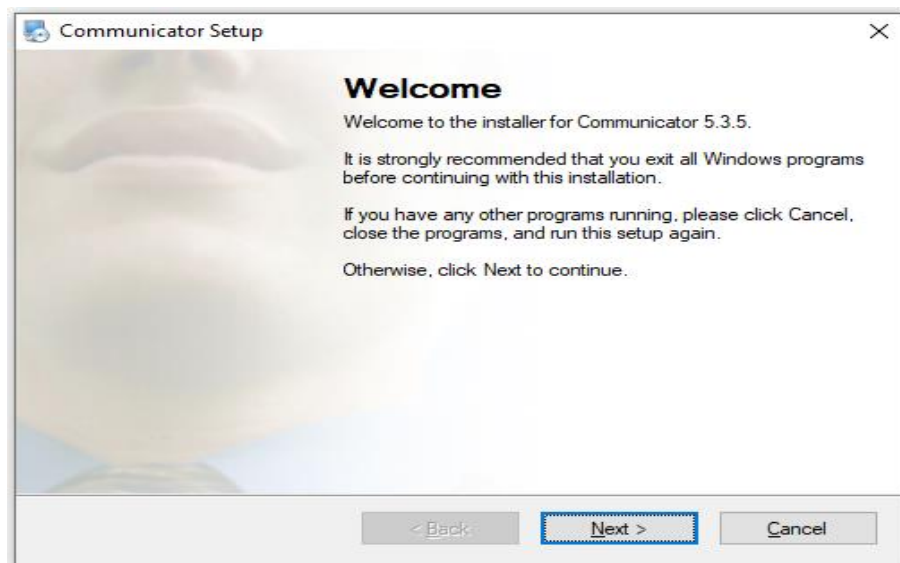 Communicator Setup
Welcome
Welcome to the installer for Communicator 5.3.5.
It is strongly recommended that you exit all Windows programs
before continuing with this installation.
If you have any other programs running, please click Cancel,
close the programs, and run this setup again.
Otherwise, click Next to continue.
< Back
Next >
Cancel